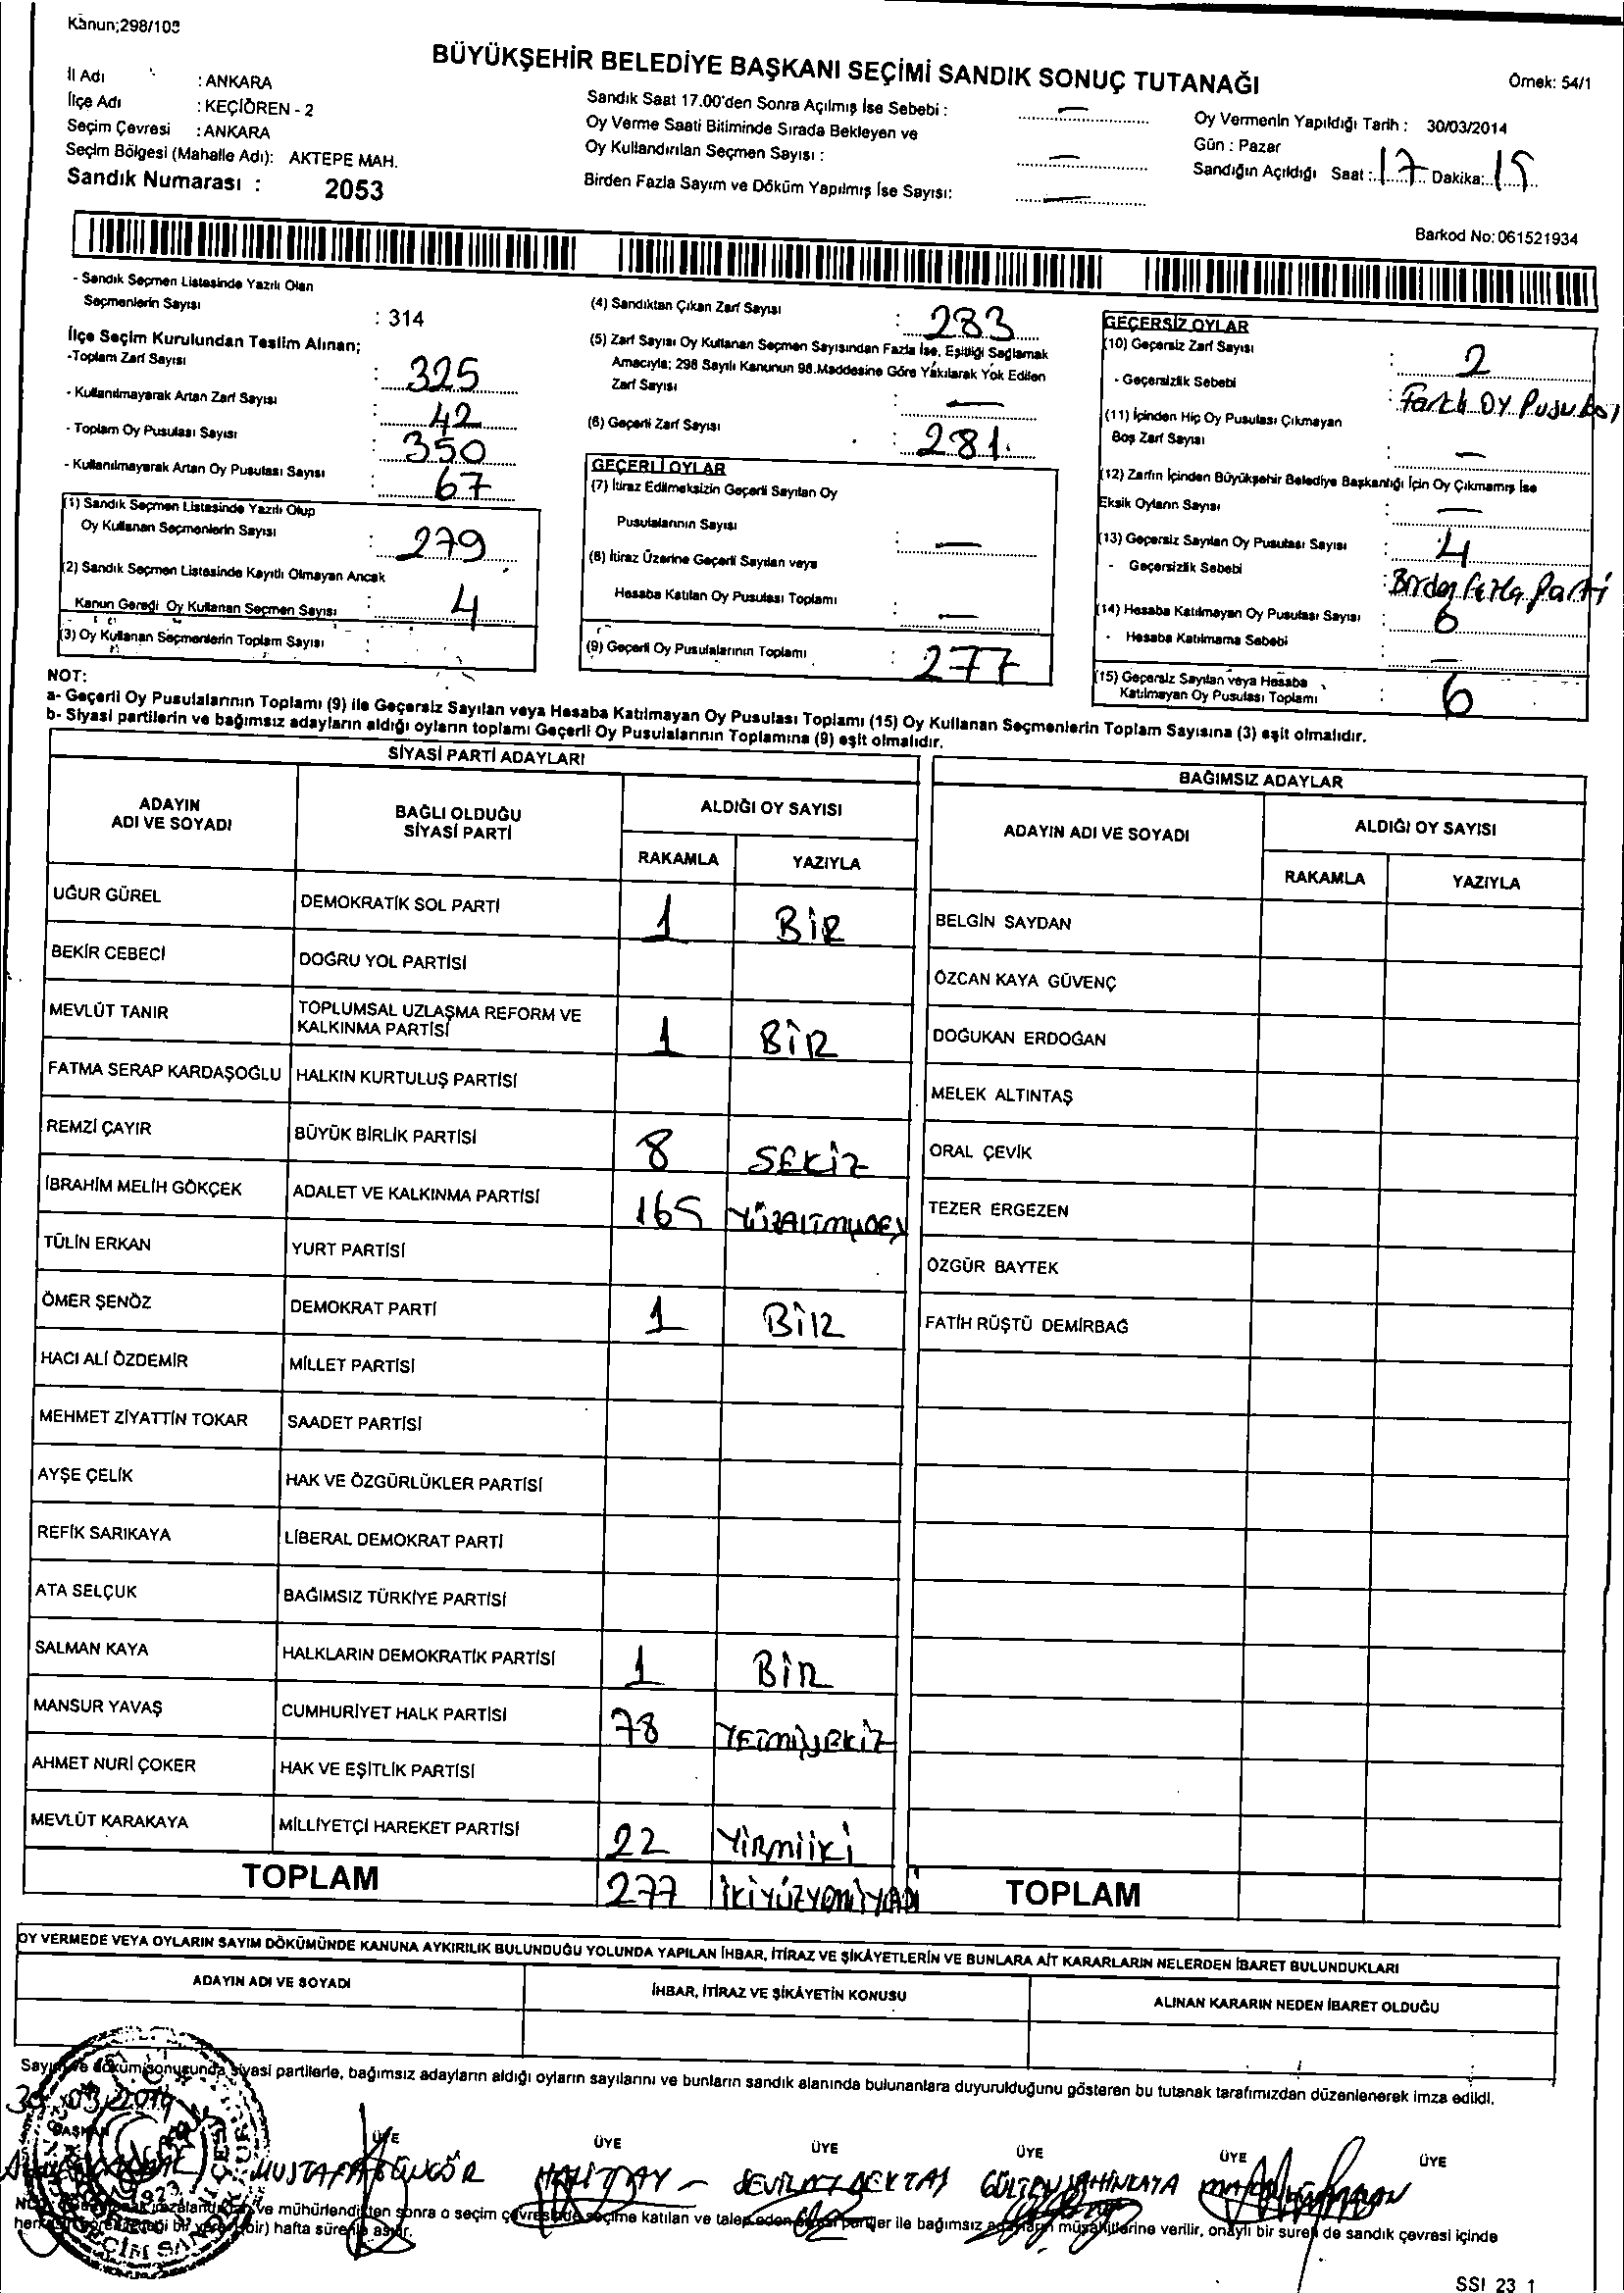 Kanun;298/103
BÜYÜKŞEHİR BELEDİYE BAŞKANI SEÇİMİ SANDIK SONUÇ TUTANAĞI
Örnek: 54/1
İl Adı : ANKARA
İlçe Adı : KEÇİÖREN - 2
Seçim Çevresi : ANKARA
Seçim Bölgesi (Mahalle Adı): AKTEPE MAH.
Sandık Numarası : 2053
Sandık Saat 17.00'den Sonra Açılmış İse Sebebi : —
Oy Verme Saati Bitiminde Sırada Bekleyen ve
Oy Kullandırılan Seçmen Sayısı : —
Birden Fazla Sayım ve Döküm Yapılmış İse Sayısı: —
Oy Vermenin Yapıldığı Tarih : 30/03/2014
Gün : Pazar
Sandığın Açıldığı Saat : 17 Dakika: 15
Barkod No: 061521934
- Sandık Seçmen Listesinde Yazılı Olan
Seçmenlerin Sayısı : 314
İlçe Seçim Kurulundan Teslim Alınan;
-Toplam Zarf Sayısı : 325
- Kullanılmayarak Artan Zarf Sayısı : 42
- Toplam Oy Pusulası Sayısı : 350
- Kullanılmayarak Artan Oy Pusulası Sayısı : 67
(1) Sandık Seçmen Listesinde Yazılı Olup
Oy Kullanan Seçmenlerin Sayısı : 279
(2) Sandık Seçmen Listesinde Kayıtlı Olmayan Ancak
Kanun Gereği Oy Kullanan Seçmen Sayısı : 4
(3) Oy Kullanan Seçmenlerin Toplam Sayısı :
(4) Sandıktan Çıkan Zarf Sayısı : 283
(5) Zarf Sayısı Oy Kullanan Seçmen Sayısından Fazla İse, Eşitliği Sağlamak
Amacıyla; 298 Sayılı Kanunun 98.Maddesine Göre Yakılarak Yok Edilen
Zarf Sayısı : —
(6) Geçerli Zarf Sayısı : 281
GEÇERLİ OYLAR
(7) İtiraz Edilmeksizin Geçerli Sayılan Oy
Pusulalarının Sayısı : —
(8) İtiraz Üzerine Geçerli Sayılan veya
Hesaba Katılan Oy Pusulası Toplamı : —
(9) Geçerli Oy Pusulalarının Toplamı : 277
GEÇERSİZ OYLAR
(10) Geçersiz Zarf Sayısı : 2
- Geçersizlik Sebebi : Farklı OY Pusulası
(11) İçinden Hiç Oy Pusulası Çıkmayan
Boş Zarf Sayısı : —
(12) Zarfın İçinden Büyükşehir Belediye Başkanlığı İçin Oy Çıkmamış İse
Eksik Oyların Sayısı : —
(13) Geçersiz Sayılan Oy Pusulası Sayısı : 4
- Geçersizlik Sebebi : Birden fazla Parti
(14) Hesaba Katılmayan Oy Pusulası Sayısı : 6
- Hesaba Katılmama Sebebi : —
(15) Geçersiz Sayılan veya Hesaba
Katılmayan Oy Pusulası Toplamı : 6
NOT:
a- Geçerli Oy Pusulalarının Toplamı (9) ile Geçersiz Sayılan veya Hesaba Katılmayan Oy Pusulası Toplamı (15) Oy Kullanan Seçmenlerin Toplam Sayısına (3) eşit olmalıdır.
b- Siyasi partilerin ve bağımsız adayların aldığı oyların toplamı Geçerli Oy Pusulalarının Toplamına (9) eşit olmalıdır.
SİYASİ PARTİ ADAYLARI
ADAYIN ADI VE SOYADI BAĞLI OLDUĞU SİYASİ PARTİ ALDIĞI OY SAYISI
RAKAMLA YAZIYLA
UĞUR GÜREL DEMOKRATİK SOL PARTİ 1 BİR
BEKİR CEBECİ DOĞRU YOL PARTİSİ
MEVLÜT TANIR TOPLUMSAL UZLAŞMA REFORM VE KALKINMA PARTİSİ 1 BİR
FATMA SERAP KARDAŞOĞLU HALKIN KURTULUŞ PARTİSİ
REMZİ ÇAYIR BÜYÜK BİRLİK PARTİSİ 8 SEKİZ
İBRAHİM MELİH GÖKÇEK ADALET VE KALKINMA PARTİSİ 165 YÜZALTMIŞBEŞ
TÜLİN ERKAN YURT PARTİSİ
ÖMER ŞENÖZ DEMOKRAT PARTİ 1 BİR
HACI ALİ ÖZDEMİR MİLLET PARTİSİ
MEHMET ZİYATTİN TOKAR SAADET PARTİSİ
AYŞE ÇELİK HAK VE ÖZGÜRLÜKLER PARTİSİ
REFİK SARIKAYA LİBERAL DEMOKRAT PARTİ
ATA SELÇUK BAĞIMSIZ TÜRKİYE PARTİSİ
SALMAN KAYA HALKLARIN DEMOKRATİK PARTİSİ 1 BİR
MANSUR YAVAŞ CUMHURİYET HALK PARTİSİ 78 YETMİŞSEKİZ
AHMET NURİ ÇOKER HAK VE EŞİTLİK PARTİSİ
MEVLÜT KARAKAYA MİLLİYETÇİ HAREKET PARTİSİ 22 YİRMİİKİ
TOPLAM 277 İKİYÜZYETMİŞYEDİ
BAĞIMSIZ ADAYLAR
ADAYIN ADI VE SOYADI ALDIĞI OY SAYISI
RAKAMLA YAZIYLA
BELGİN SAYDAN
ÖZCAN KAYA GÜVENÇ
DOĞUKAN ERDOĞAN
MELEK ALTINTAŞ
ORAL ÇEVİK
TEZER ERGEZEN
ÖZGÜR BAYTEK
FATİH RÜŞTÜ DEMİRBAĞ
TOPLAM
OY VERMEDE VEYA OYLARIN SAYIM DÖKÜMÜNDE KANUNA AYKIRILIK BULUNDUĞU YOLUNDA YAPILAN İHBAR, İTİRAZ VE ŞİKÂYETLERİN VE BUNLARA AİT KARARLARIN NELERDEN İBARET BULUNDUKLARI
ADAYIN ADI VE SOYADI İHBAR, İTİRAZ VE ŞİKÂYETİN KONUSU ALINAN KARARIN NEDEN İBARET OLDUĞU
Sayım ve dökümü sonusunda siyasi partilerle, bağımsız adayların aldığı oyların sayılarını ve bunların sandık alanında bulunanlara duyurulduğunu gösteren bu tutanak tarafımızdan düzenlenerek imza edildi.
30/03/2014
BAŞKAN ÜYE ÜYE ÜYE ÜYE ÜYE ÜYE
MUSTAFA GÜNGÖR HALİT AY SEVİLAY BEKTAŞ GÜLTEN ŞAHİNKAYA
ve mühürlendikten sonra o seçim çevresinde seçime katılan ve talep eden siyasi partiler ile bağımsız adayların müşahitlerine verilir, onaylı bir sureti de sandık çevresi içinde
bir) hafta süreyle asılır.
SSI 23 1